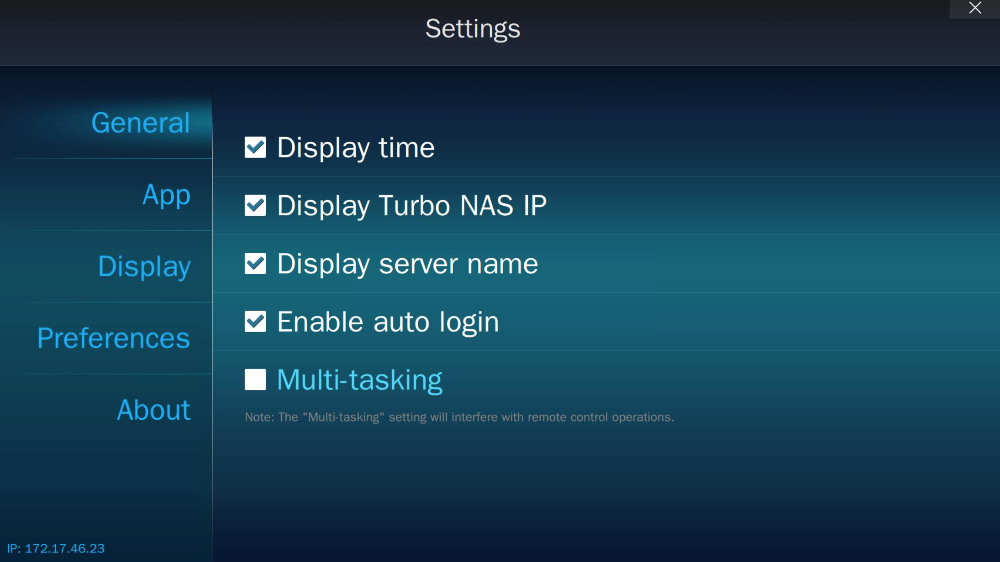 Settings
General
App
Display
Preferences
About
Display time
Display Turbo NAS IP
Display server name
Enable auto login
Multi-tasking
Note: The "Multi-tasking" setting will interfere with remote control operations.
IP: 172.17.46.23